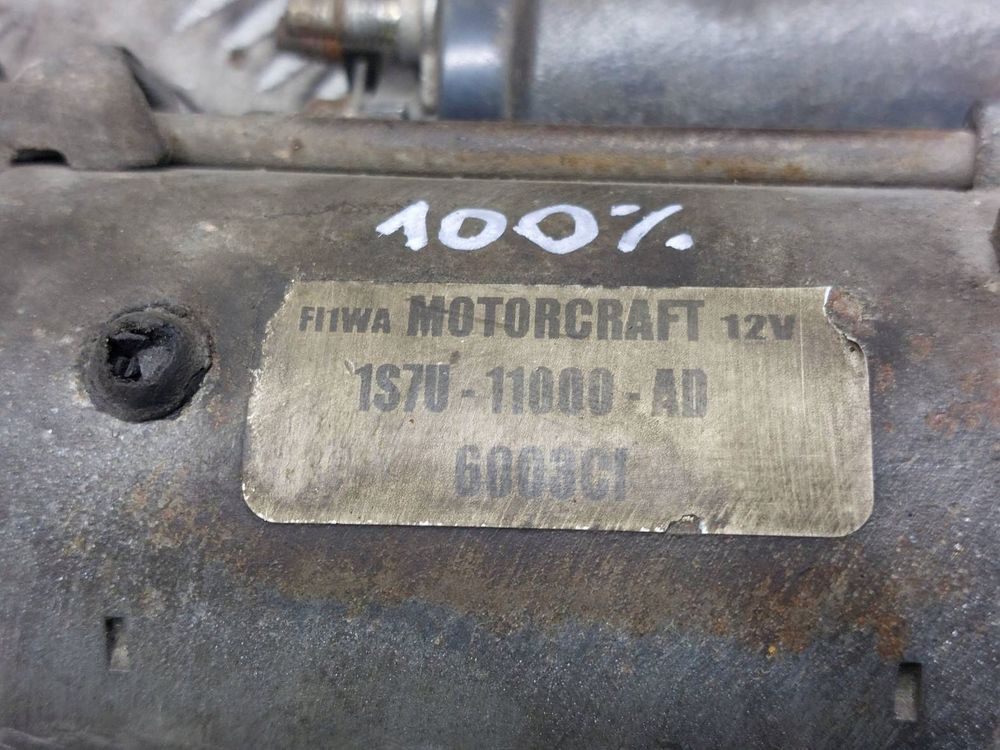 100%
FI1WA MOTORCRAFT 12V
1S7U - 11000 - AD
6003CI